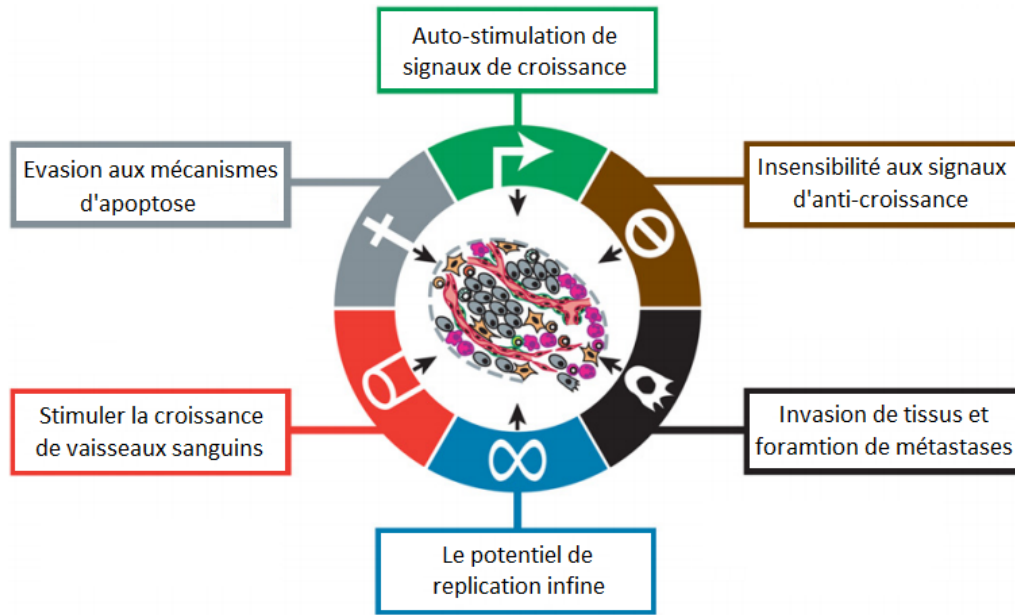 Auto-stimulation de
signaux de croissance
Evasion aux mécanismes
d'apoptose
Insensibilité aux signaux
d'anti-croissance
Stimuler la croissance
de vaisseaux sanguins
Invasion de tissus et
foramtion de métastases
Le potentiel de
replication infine